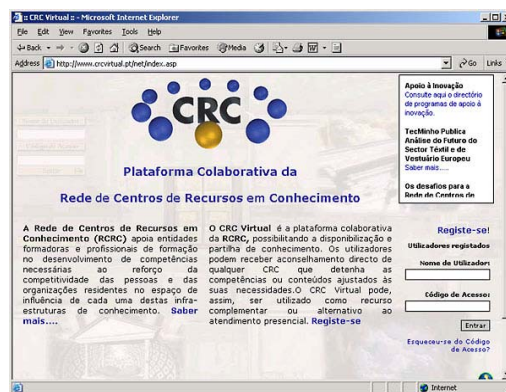 :: CRC Virtual :: - Microsoft Internet Explorer
File Edit View Favorites Tools Help
Back Search Favorites Media
Address http://www.crcvirtual.pt/net/index.asp Go Links
CRC
Plataforma Colaborativa da
Rede de Centros de Recursos em Conhecimento
A Rede de Centros de Recursos em
Conhecimento (RCRC) apoia entidades
formadoras e profissionais de formação
no desenvolvimento de competências
necessárias ao reforço da
competitividade das pessoas e das
organizações residentes no espaço de
influência de cada uma destas infra-
estruturas de conhecimento. Saber
mais....
O CRC Virtual é a plataforma colaborativa
da RCRC, possibilitando a disponibilização e
partilha de conhecimento. Os utilizadores
podem receber aconselhamento directo de
qualquer CRC que detenha as
competências ou conteúdos ajustados às
suas necessidades.O CRC Virtual pode,
assim, ser utilizado como recurso
complementar ou alternativo ao
atendimento presencial. Registe-se
Apoio à Inovação
Consulte aqui o directório
de programas de apoio à
inovação.
TecMinho Publica
Análise do Futuro do
Sector Têxtil e de
Vestuário Europeu
Saber mais.....
Os desafios para a
Rede de Centros de
Registe-se!
Utilizadores registados
Nome de Utilizador:
Código de Acesso:
Entrar
Esqueceu-se do Código
de Acesso?
Internet